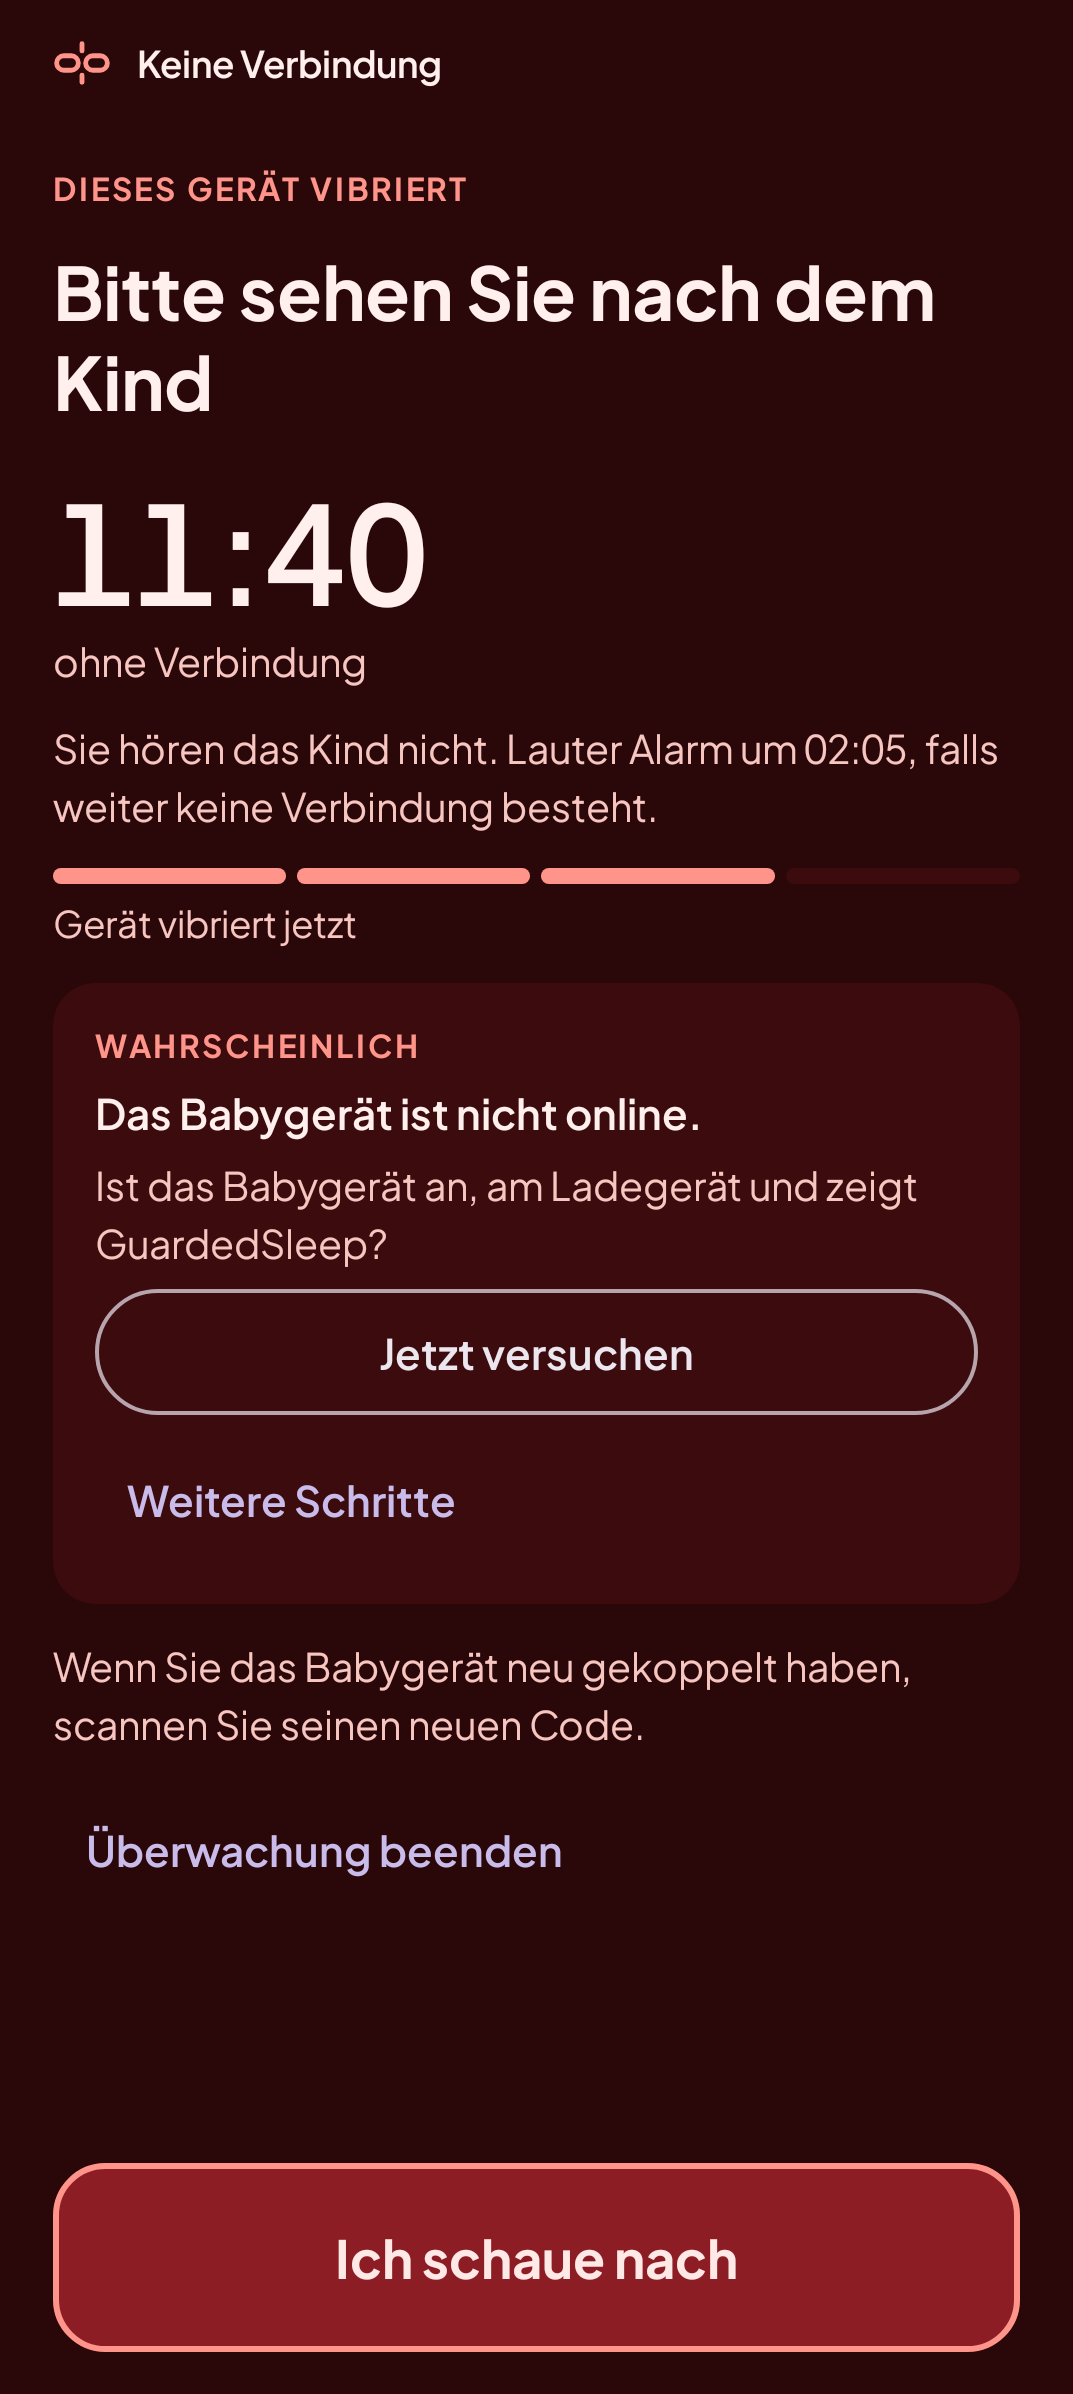 Keine Verbindung
DIESES GERÄT VIBRIERT
Bitte sehen Sie nach dem
Kind
11:40
ohne Verbindung
Sie hören das Kind nicht. Lauter Alarm um 02:05, falls
weiter keine Verbindung besteht.
Gerät vibriert jetzt
WAHRSCHEINLICH
Das Babygerät ist nicht online.
Ist das Babygerät an, am Ladegerät und zeigt
GuardedSleep?
Jetzt versuchen
Weitere Schritte
Wenn Sie das Babygerät neu gekoppelt haben,
scannen Sie seinen neuen Code.
Überwachung beenden
Ich schaue nach